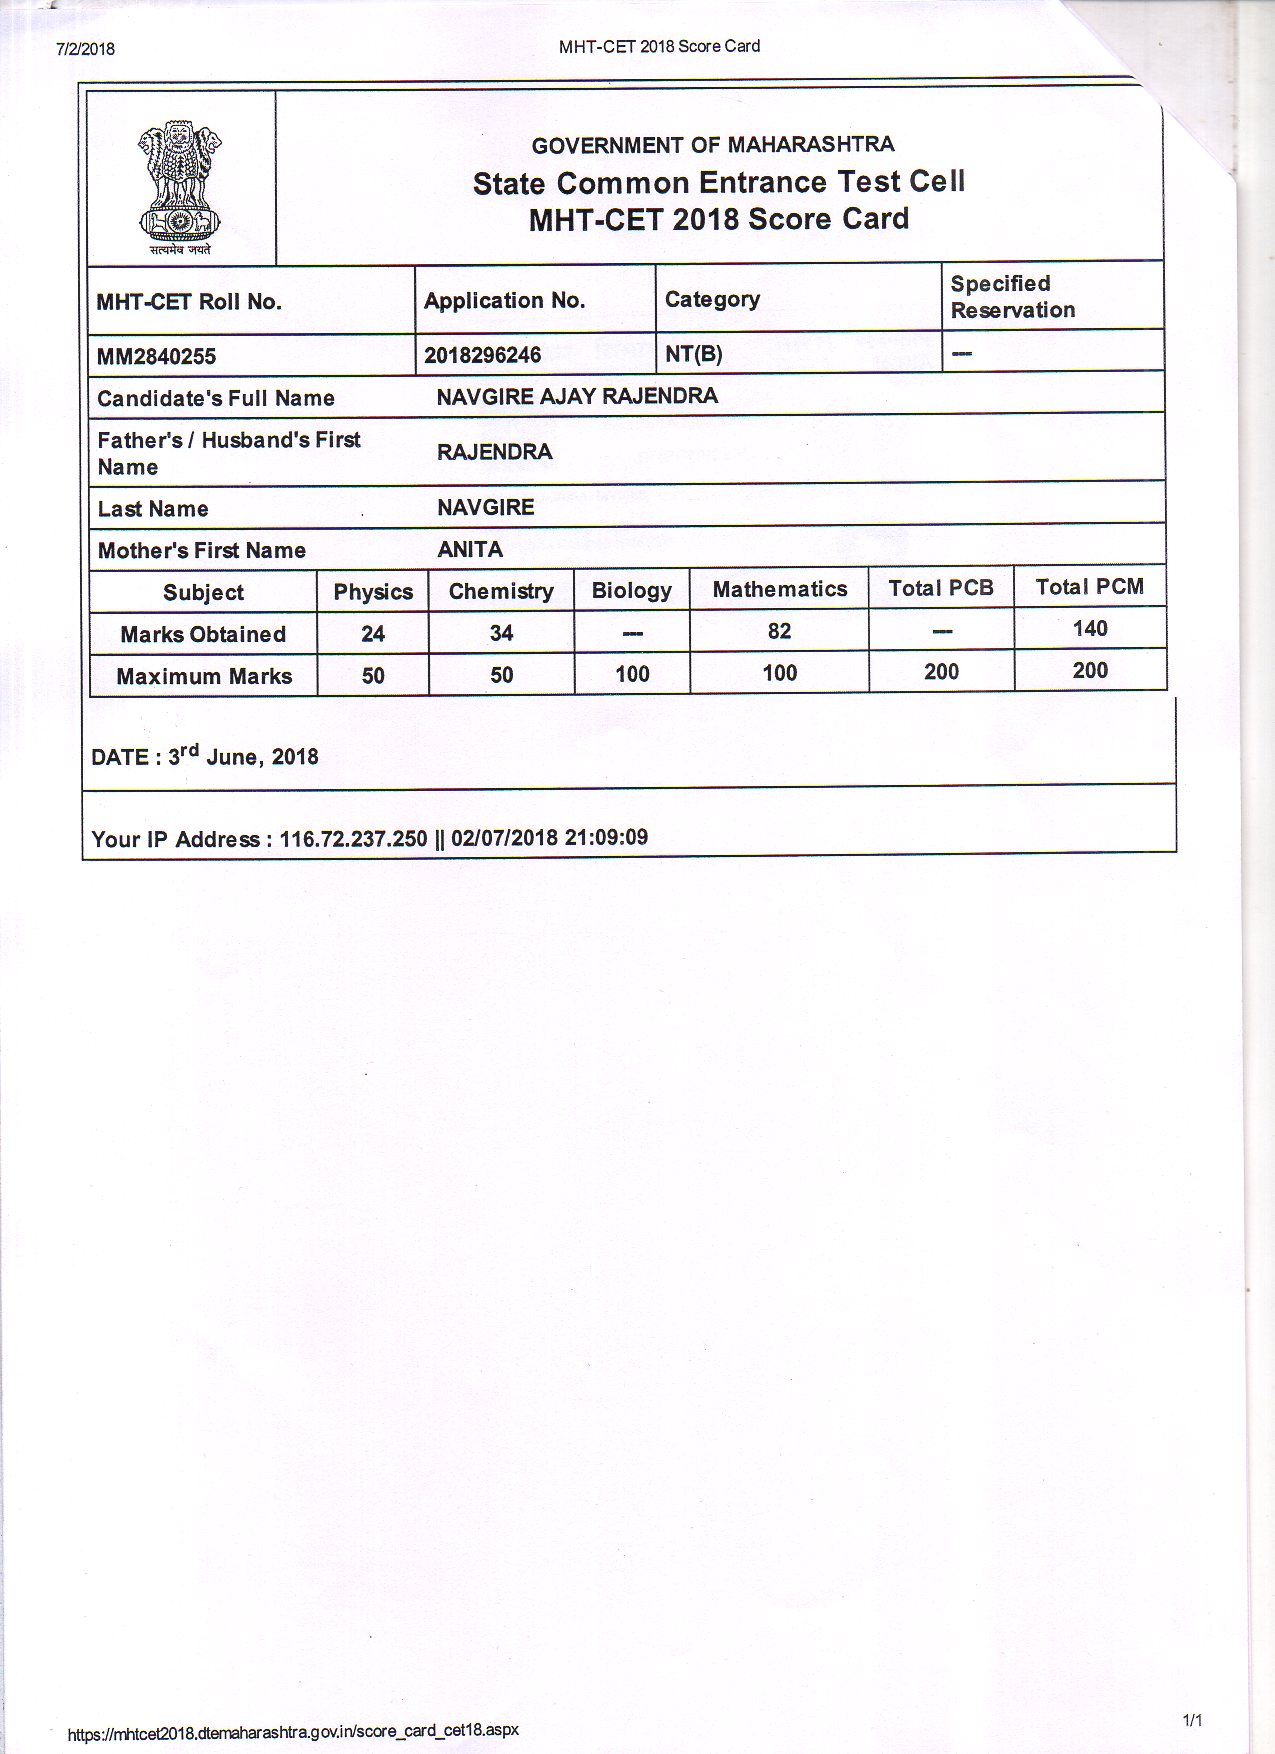 7/2/2018
MHT-CET 2018 Score Card
सत्यमेव जयते
GOVERNMENT OF MAHARASHTRA
State Common Entrance Test Cell
MHT-CET 2018 Score Card
MHT-CET Roll No. Application No. Category Specified Reservation
MM2840255 2018296246 NT(B) ---
Candidate's Full Name NAVGIRE AJAY RAJENDRA
Father's / Husband's First Name RAJENDRA
Last Name NAVGIRE
Mother's First Name ANITA
Subject Physics Chemistry Biology Mathematics Total PCB Total PCM
Marks Obtained 24 34 --- 82 --- 140
Maximum Marks 50 50 100 100 200 200
DATE : 3rd June, 2018
Your IP Address : 116.72.237.250 || 02/07/2018 21:09:09
https://mhtcet2018.dtemaharashtra.gov.in/score_card_cet18.aspx
1/1